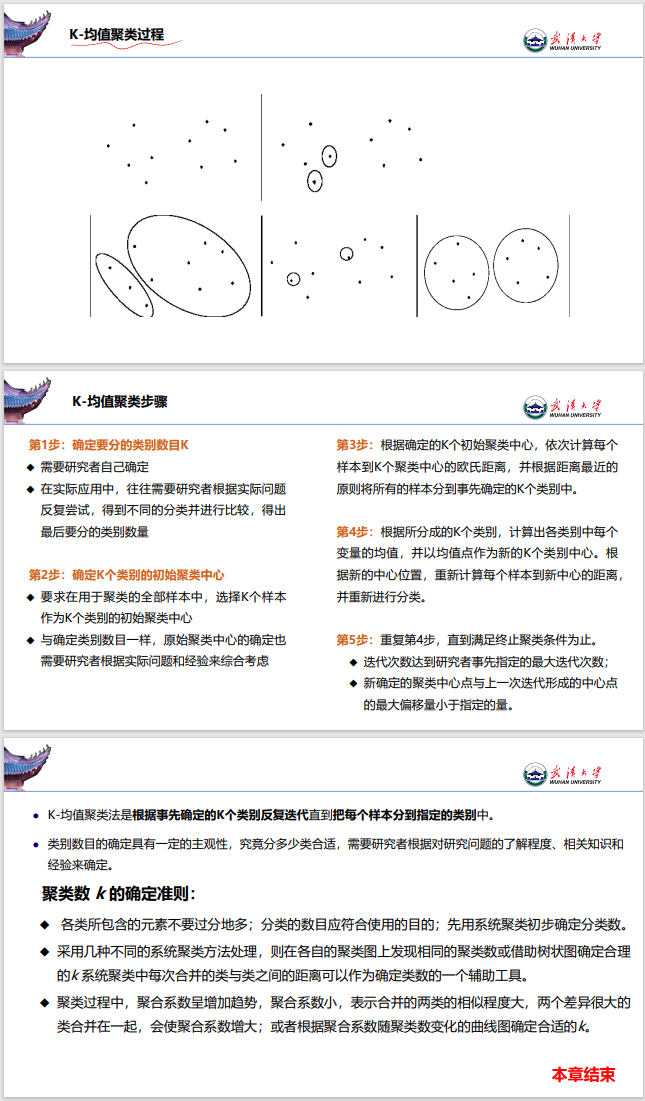 K-均值聚类过程
武汉大学
WUHAN UNIVERSITY
K-均值聚类步骤
武汉大学
WUHAN UNIVERSITY
第1步：确定要分的类别数目K
◆ 需要研究者自己确定
◆ 在实际应用中，往往需要研究者根据实际问题
反复尝试，得到不同的分类并进行比较，得出
最后要分的类别数量
第2步：确定K个类别的初始聚类中心
◆ 要求在用于聚类的全部样本中，选择K个样本
作为K个类别的初始聚类中心
◆ 与确定类别数目一样，原始聚类中心的确定也
需要研究者根据实际问题和经验来综合考虑
第3步：根据确定的K个初始聚类中心，依次计算每个
样本到K个聚类中心的欧氏距离，并根据距离最近的
原则将所有的样本分到事先确定的K个类别中。
第4步：根据所分成的K个类别，计算出各类别中每个
变量的均值，并以均值点作为新的K个类别中心。根
据新的中心位置，重新计算每个样本到新中心的距离，
并重新进行分类。
第5步：重复第4步，直到满足终止聚类条件为止。
◆ 迭代次数达到研究者事先指定的最大迭代次数；
◆ 新确定的聚类中心点与上一次迭代形成的中心点
的最大偏移量小于指定的量。
武汉大学
WUHAN UNIVERSITY
● K-均值聚类法是根据事先确定的K个类别反复迭代直到把每个样本分到指定的类别中。
● 类别数目的确定具有一定的主观性，究竟分多少类合适，需要研究者根据对研究问题的了解程度、相关知识和
经验来确定。
聚类数 k 的确定准则：
◆ 各类所包含的元素不要过分地多；分类的数目应符合使用的目的；先用系统聚类初步确定分类数。
◆ 采用几种不同的系统聚类方法处理，则在各自的聚类图上发现相同的聚类数或借助树状图确定合理
的k系统聚类中每次合并的类与类之间的距离可以作为确定类数的一个辅助工具。
◆ 聚类过程中，聚合系数呈增加趋势，聚合系数小，表示合并的两类的相似程度大，两个差异很大的
类合并在一起，会使聚合系数增大；或者根据聚合系数随聚类数变化的曲线图确定合适的k。
本章结束